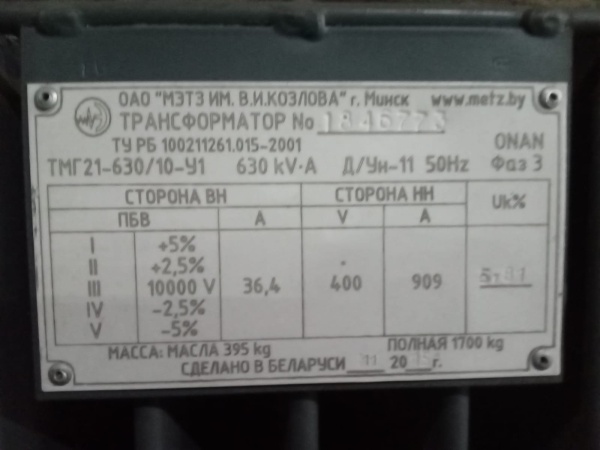 ОАО "МЭТЗ ИМ. В.И.КОЗЛОВА" г. Минск www.metz.by
ТРАНСФОРМАТОР No 1846773
ТУ РБ 100211261.015-2001 ONAN
ТМГ21-630/10-У1 630 kV·A Д/Ун-11 50Hz Фаз 3
СТОРОНА ВН СТОРОНА НН Uk%
ПБВ A V A
I +5%
II +2,5%
III 10000 V 36,4 400 909
IV -2,5%
V -5%
МАССА: МАСЛА 395 kg ПОЛНАЯ 1700 kg
СДЕЛАНО В БЕЛАРУСИ 11 20 г.